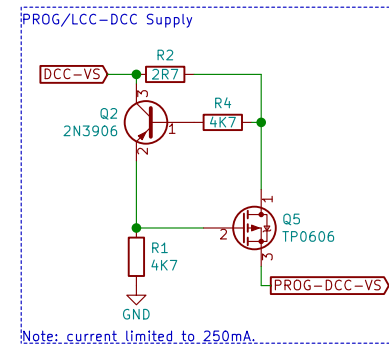 PROG/LCC-DCC Supply
R2
DCC-VS
2R7
3
Q2
2N3906
R4
1
4K7
2
1
Q5
TP0606
2
3
R1
4K7
PROG-DCC-VS
GND
Note: current limited to 250mA.